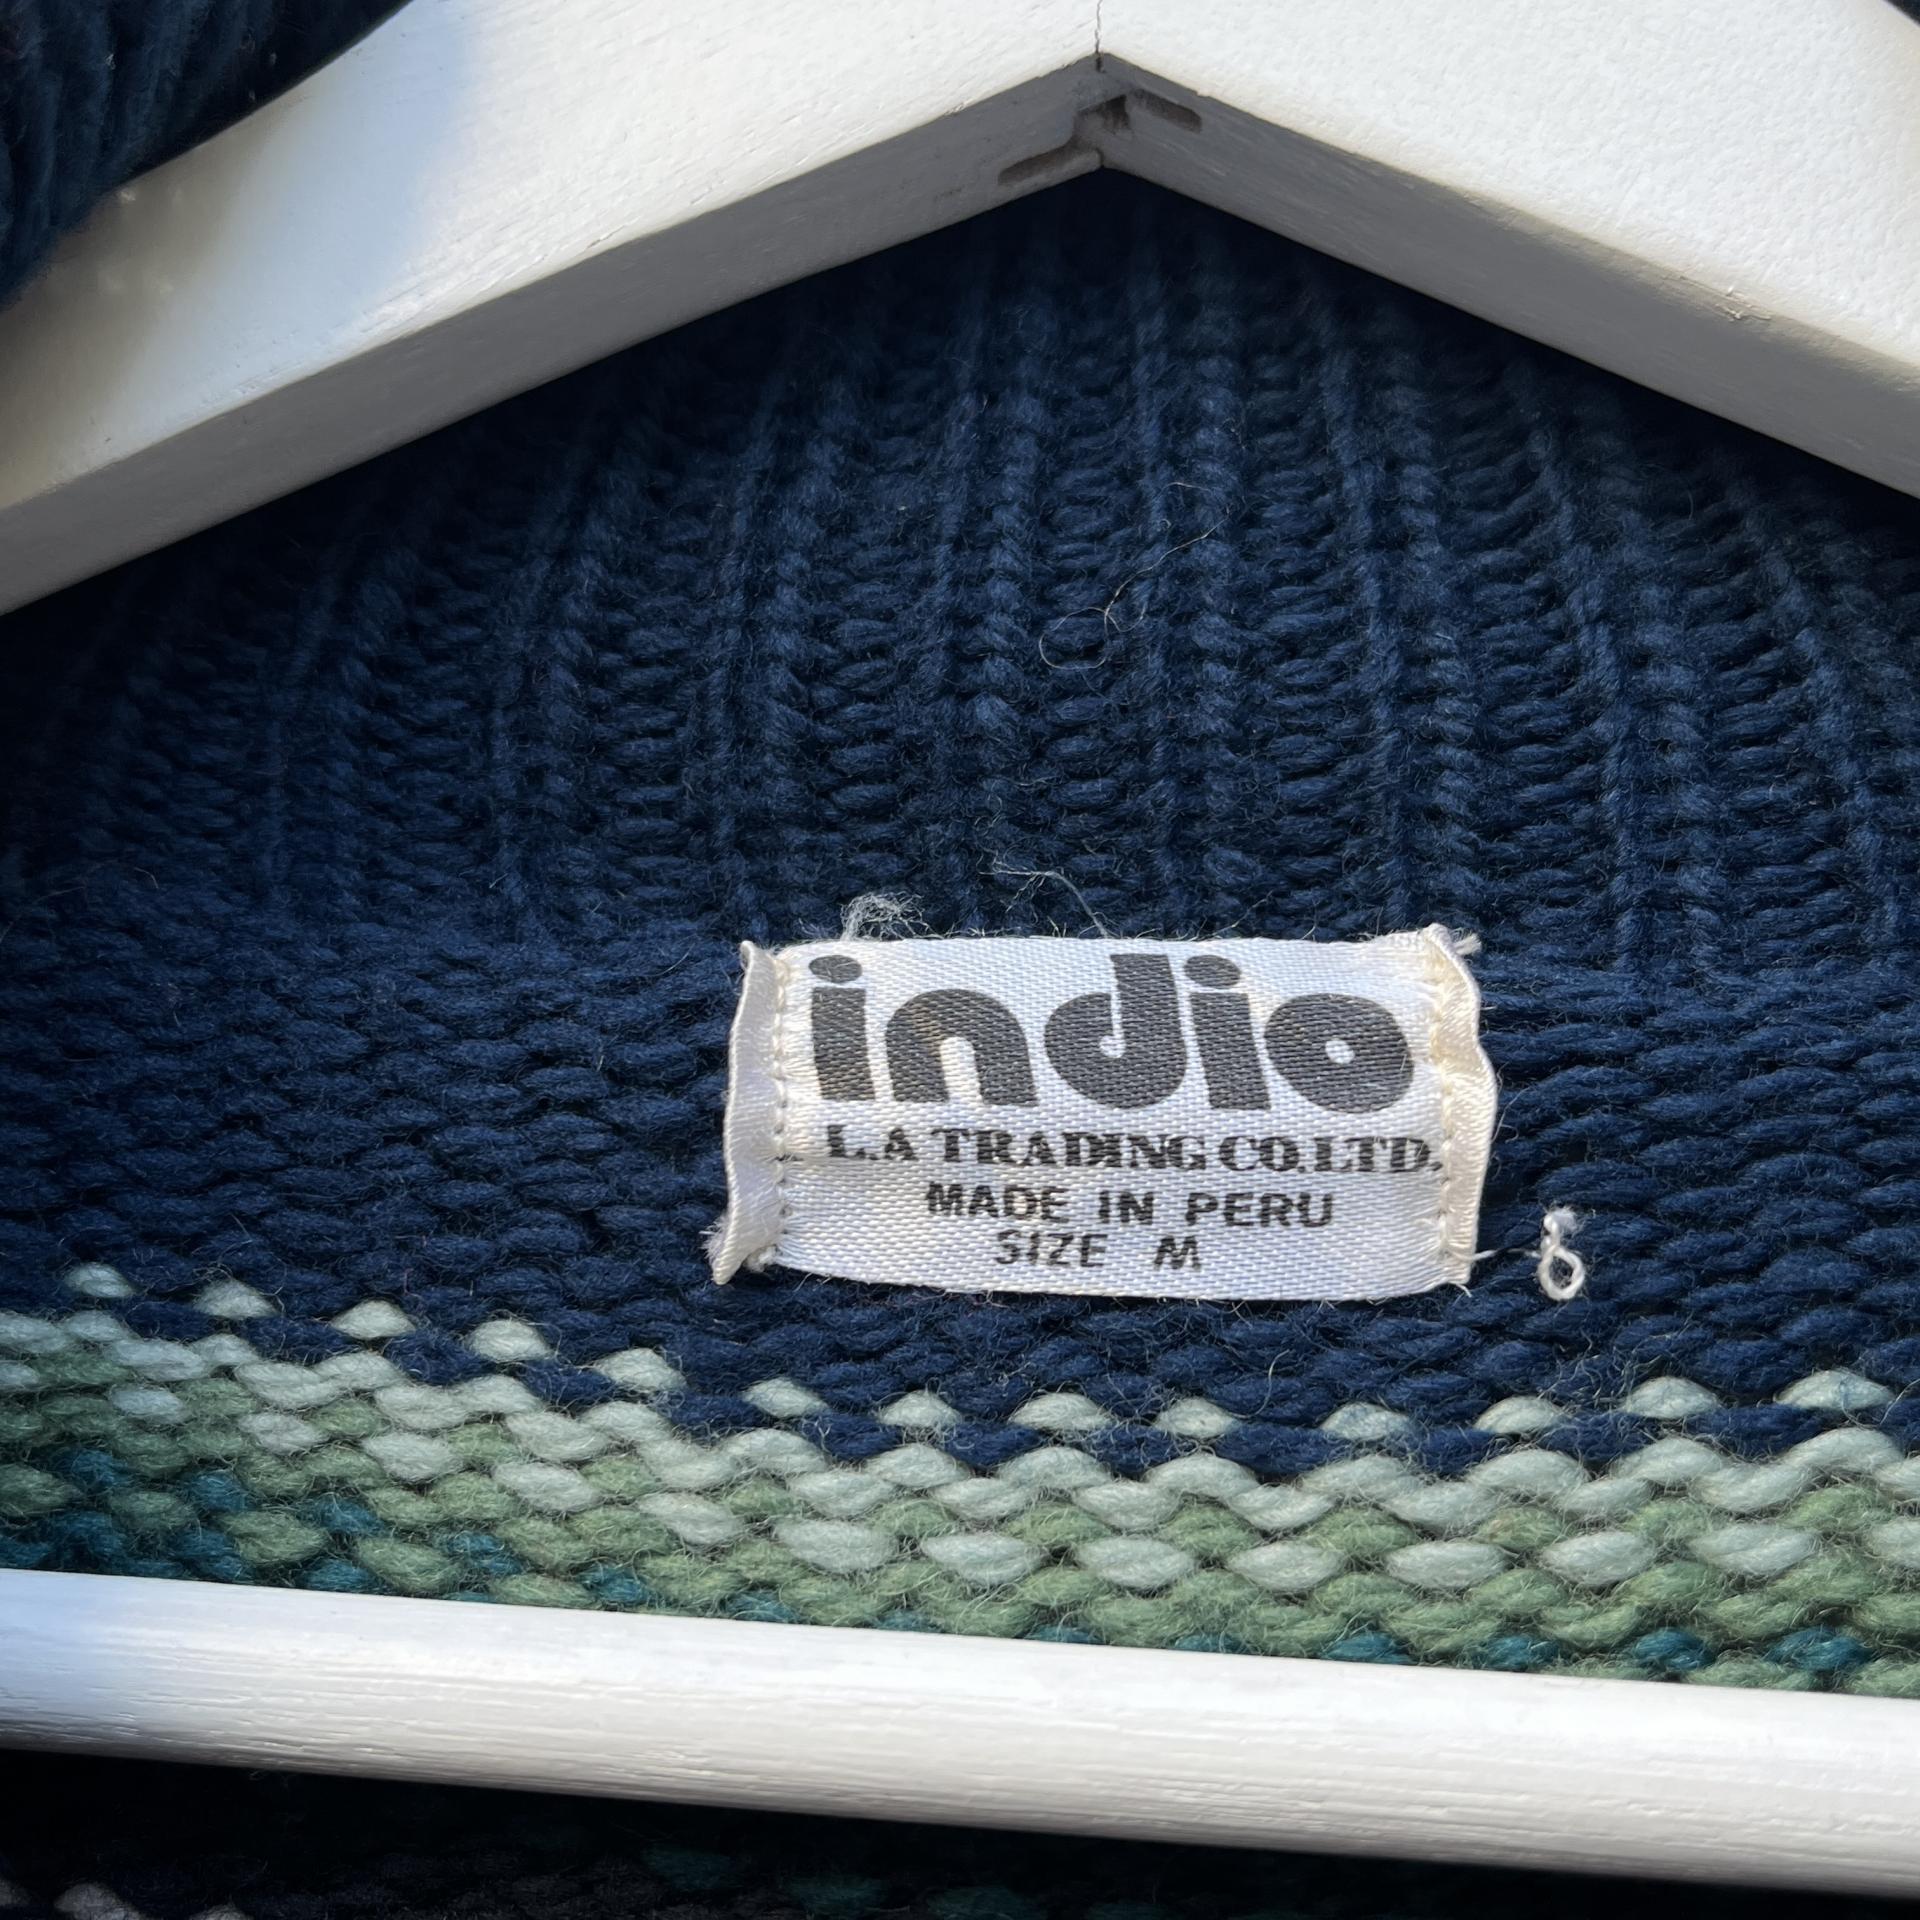 indio
L.A TRADING CO.LTD.
MADE IN PERU
SIZE M